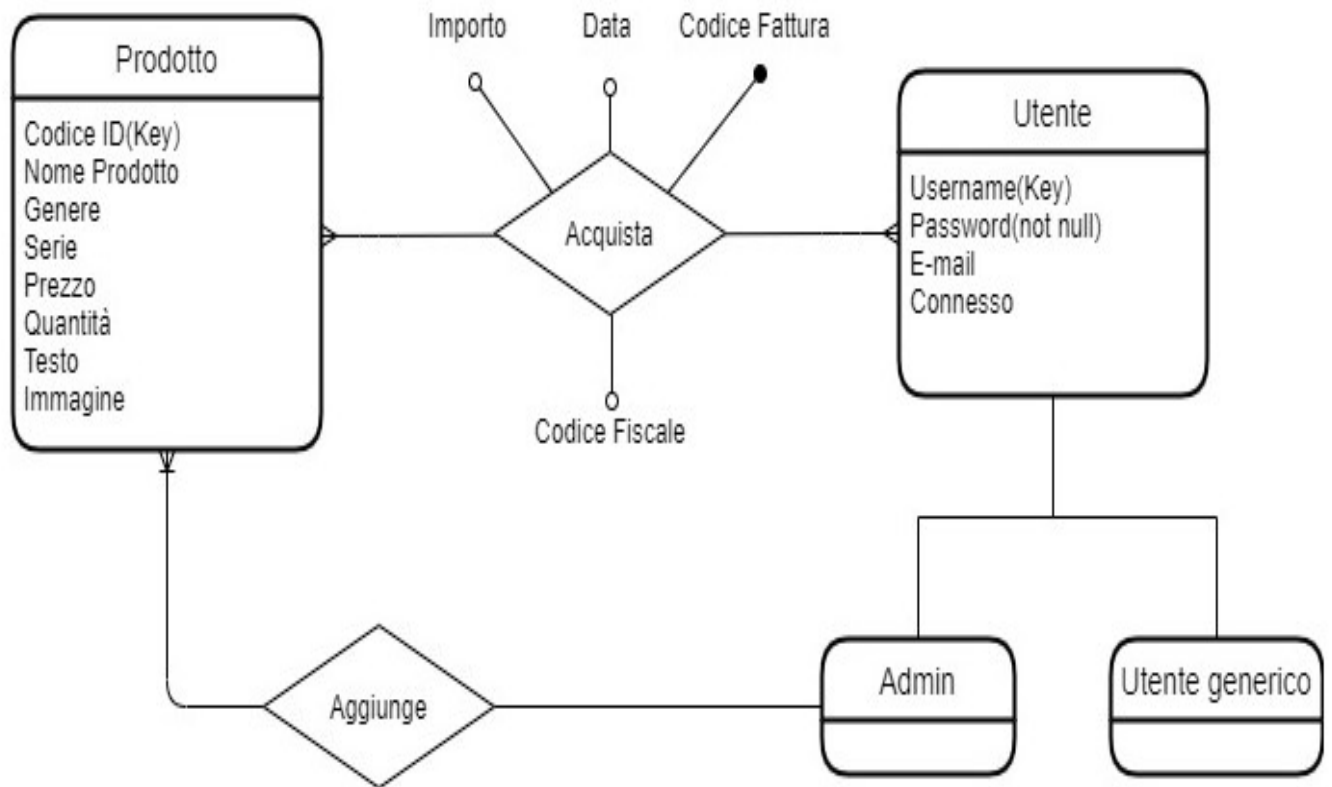 Prodotto
Codice ID(Key)
Nome Prodotto
Genere
Serie
Prezzo
Quantità
Testo
Immagine
Importo
Data
Codice Fattura
Acquista
Codice Fiscale
Utente
Username(Key)
Password(not null)
E-mail
Connesso
Aggiunge
Admin
Utente generico